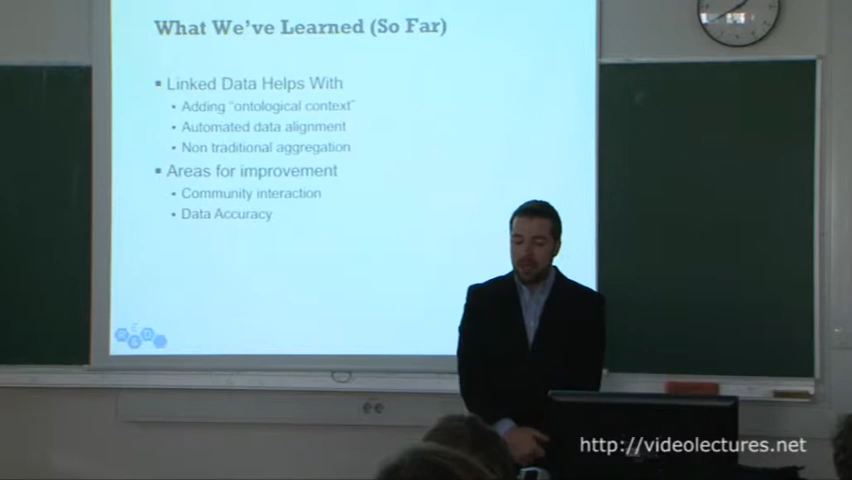 What We've Learned (So Far)
Linked Data Helps With
Adding "ontological context"
Automated data alignment
Non traditional aggregation
Areas for improvement
Community interaction
Data Accuracy
http://videolectures.net